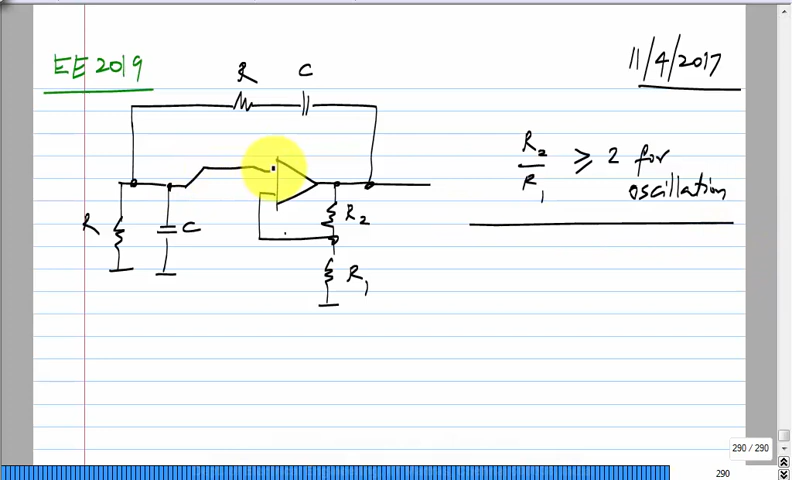 EE 2019
11/4/2017
R C
R₂/R₁ ≥ 2 for
oscillation
R C
R₂
R₁
290 / 290
290